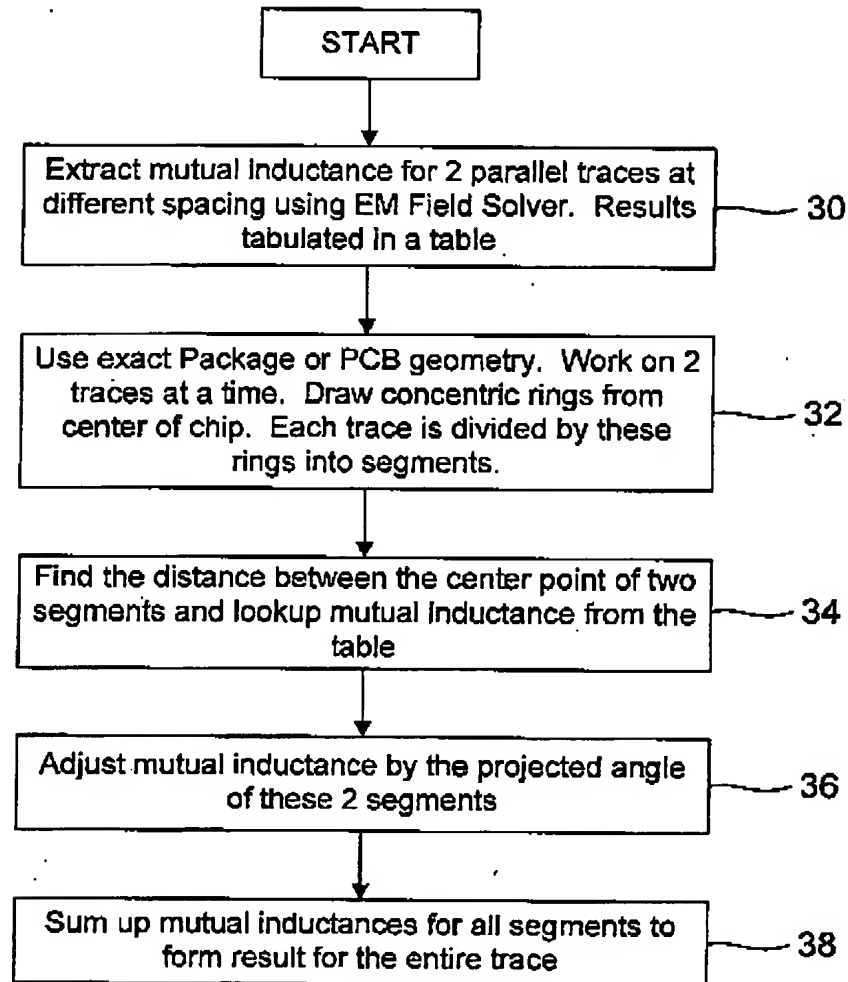 START
Extract mutual inductance for 2 parallel traces at
different spacing using EM Field Solver. Results
tabulated in a table
30
Use exact Package or PCB geometry. Work on 2
traces at a time. Draw concentric rings from
center of chip. Each trace is divided by these
rings into segments.
32
Find the distance between the center point of two
segments and lookup mutual inductance from the
table
34
Adjust mutual inductance by the projected angle
of these 2 segments
36
Sum up mutual inductances for all segments to
form result for the entire trace
38